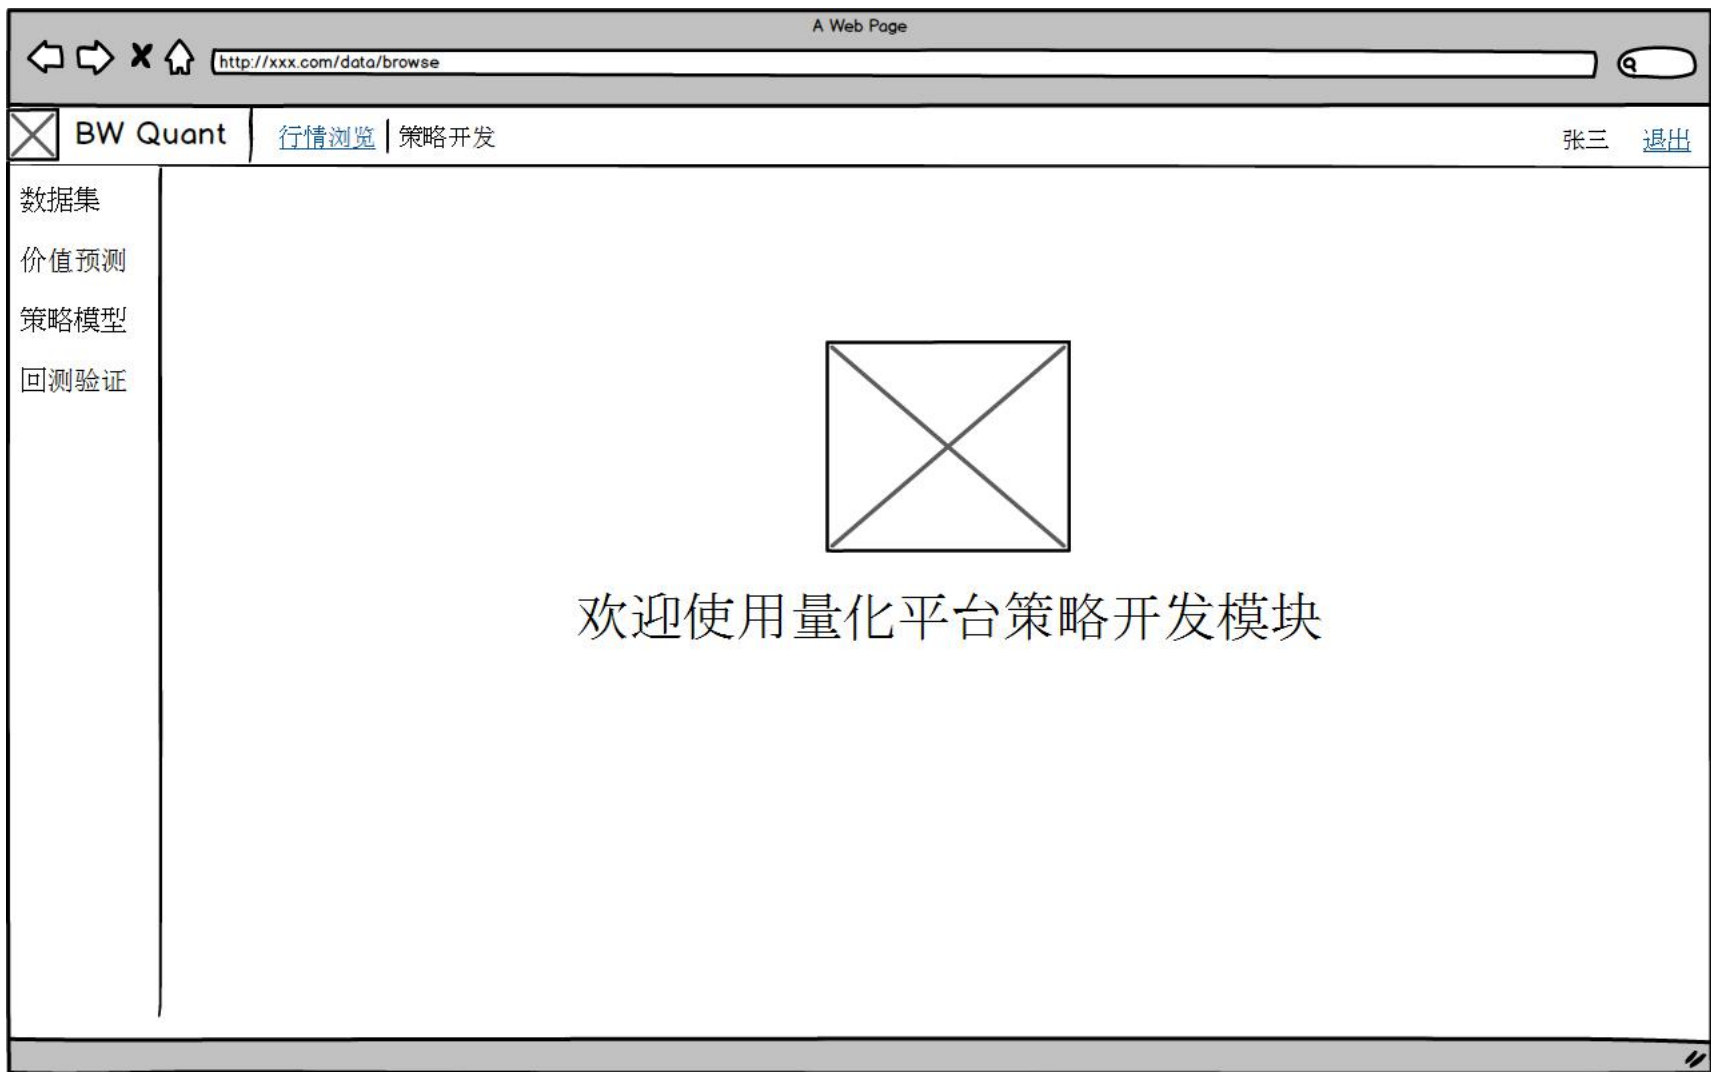 A Web Page
http://xxx.com/data/browse
BW Quant 行情浏览 策略开发 张三 退出
数据集
价值预测
策略模型
回测验证
欢迎使用量化平台策略开发模块